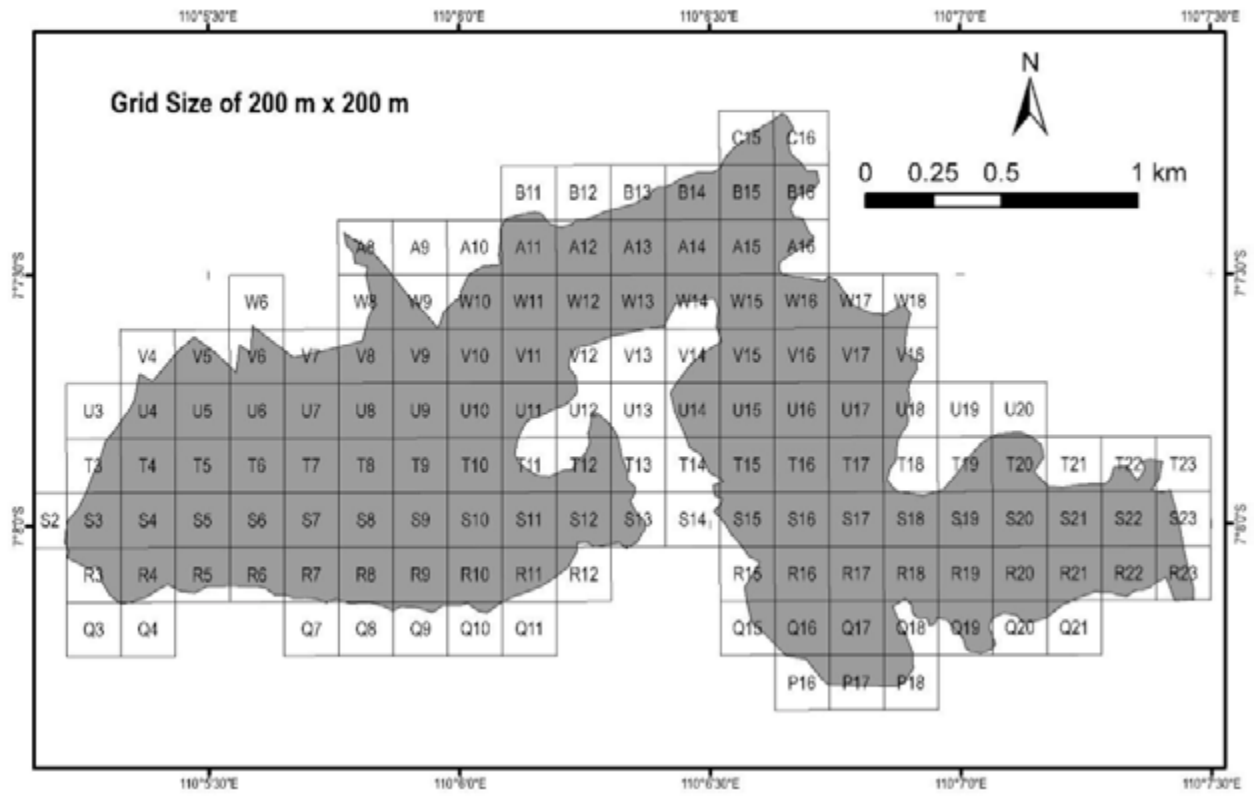 110°5'30"E 110°6'0"E 110°6'30"E 110°7'0"E 110°7'30"E
N
Grid Size of 200 m x 200 m
C15 C16
0 0.25 0.5 1 km
B11 B12 B13 B14 B15 B16
A8 A9 A10 A11 A12 A13 A14 A15 A16
7°7'30"S 7°7'30"S
W6 W8 W9 W10 W11 W12 W13 W14 W15 W16 W17 W18
V4 V5 V6 V7 V8 V9 V10 V11 V12 V13 V14 V15 V16 V17 V18
U3 U4 U5 U6 U7 U8 U9 U10 U11 U12 U13 U14 U15 U16 U17 U18 U19 U20
T3 T4 T5 T6 T7 T8 T9 T10 T11 T12 T13 T14 T15 T16 T17 T18 T19 T20 T21 T22 T23
7°8'0"S S2 S3 S4 S5 S6 S7 S8 S9 S10 S11 S12 S13 S14 S15 S16 S17 S18 S19 S20 S21 S22 S23 7°8'0"S
R3 R4 R5 R6 R7 R8 R9 R10 R11 R12 R15 R16 R17 R18 R19 R20 R21 R22 R23
Q3 Q4 Q7 Q8 Q9 Q10 Q11 Q15 Q16 Q17 Q18 Q19 Q20 Q21
P16 P17 P18
110°5'30"E 110°6'0"E 110°6'30"E 110°7'0"E 110°7'30"E